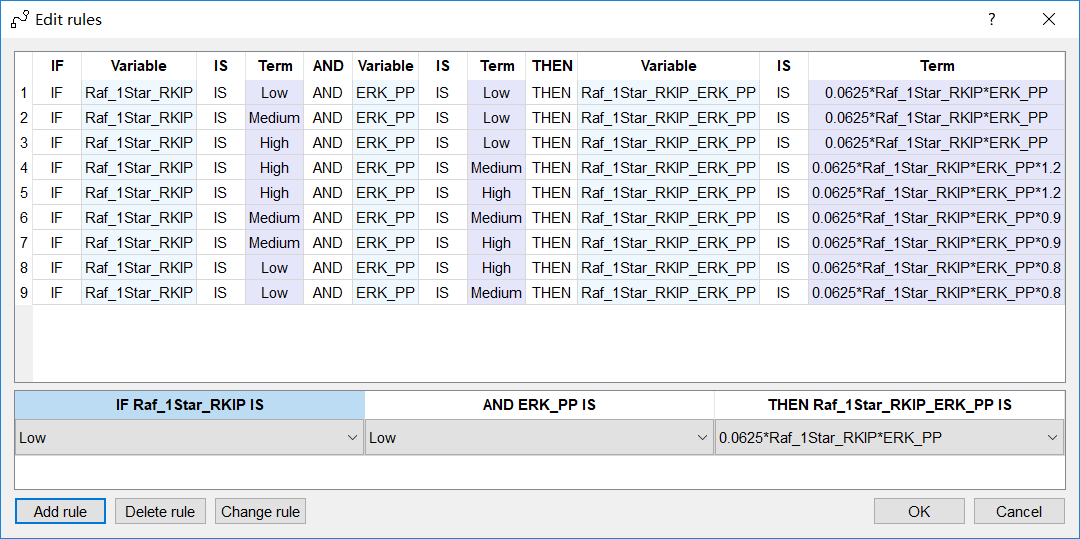 Edit rules ?
IF Variable IS Term AND Variable IS Term THEN Variable IS Term
1 IF Raf_1Star_RKIP IS Low AND ERK_PP IS Low THEN Raf_1Star_RKIP_ERK_PP IS 0.0625*Raf_1Star_RKIP*ERK_PP
2 IF Raf_1Star_RKIP IS Medium AND ERK_PP IS Low THEN Raf_1Star_RKIP_ERK_PP IS 0.0625*Raf_1Star_RKIP*ERK_PP
3 IF Raf_1Star_RKIP IS High AND ERK_PP IS Low THEN Raf_1Star_RKIP_ERK_PP IS 0.0625*Raf_1Star_RKIP*ERK_PP
4 IF Raf_1Star_RKIP IS High AND ERK_PP IS Medium THEN Raf_1Star_RKIP_ERK_PP IS 0.0625*Raf_1Star_RKIP*ERK_PP*1.2
5 IF Raf_1Star_RKIP IS High AND ERK_PP IS High THEN Raf_1Star_RKIP_ERK_PP IS 0.0625*Raf_1Star_RKIP*ERK_PP*1.2
6 IF Raf_1Star_RKIP IS Medium AND ERK_PP IS Medium THEN Raf_1Star_RKIP_ERK_PP IS 0.0625*Raf_1Star_RKIP*ERK_PP*0.9
7 IF Raf_1Star_RKIP IS Medium AND ERK_PP IS High THEN Raf_1Star_RKIP_ERK_PP IS 0.0625*Raf_1Star_RKIP*ERK_PP*0.9
8 IF Raf_1Star_RKIP IS Low AND ERK_PP IS High THEN Raf_1Star_RKIP_ERK_PP IS 0.0625*Raf_1Star_RKIP*ERK_PP*0.8
9 IF Raf_1Star_RKIP IS Low AND ERK_PP IS Medium THEN Raf_1Star_RKIP_ERK_PP IS 0.0625*Raf_1Star_RKIP*ERK_PP*0.8
IF Raf_1Star_RKIP IS AND ERK_PP IS THEN Raf_1Star_RKIP_ERK_PP IS
Low Low 0.0625*Raf_1Star_RKIP*ERK_PP
Add rule Delete rule Change rule OK Cancel